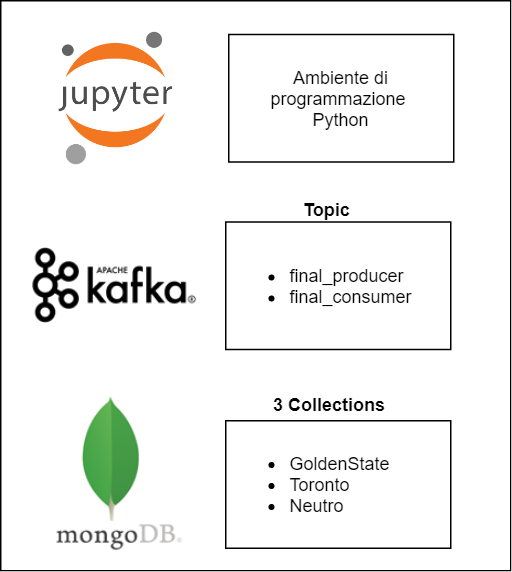 jupyter
Ambiente di
programmazione
Python
Topic
APACHE
kafka®
final_producer
final_consumer
3 Collections
mongoDB®
GoldenState
Toronto
Neutro